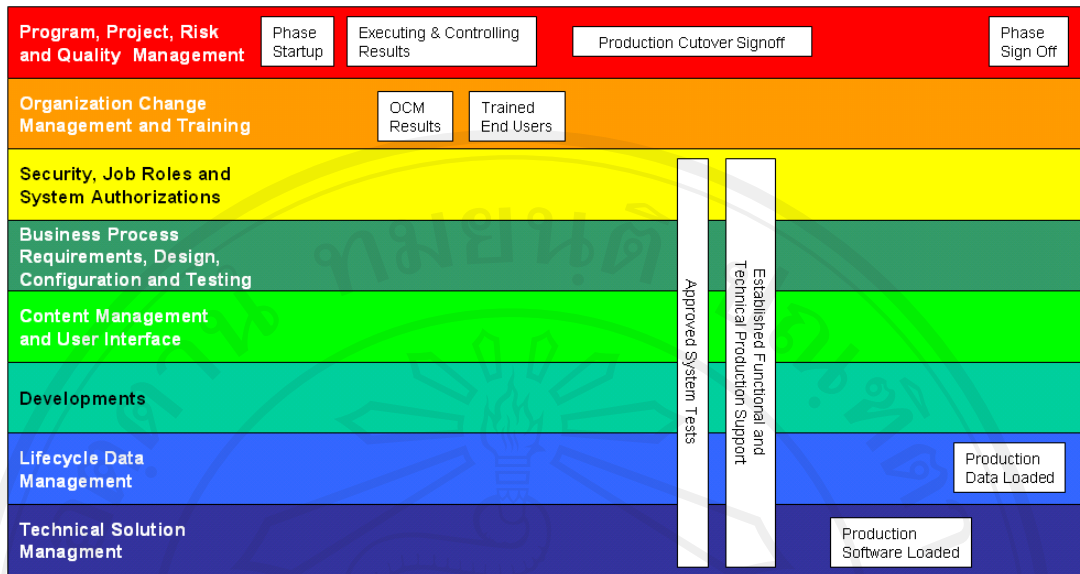 Program, Project, Risk
and Quality Management
Phase
Startup
Executing & Controlling
Results
Production Cutover Signoff
Phase
Sign Off
Organization Change
Management and Training
OCM
Results
Trained
End Users
Security, Job Roles and
System Authorizations
Business Process
Requirements, Design,
Configuration and Testing
Content Management
and User Interface
Developments
Lifecycle Data
Management
Technical Solution
Managment
Approved System Tests
Established Functional and
Technical Production Support
Production
Data Loaded
Production
Software Loaded